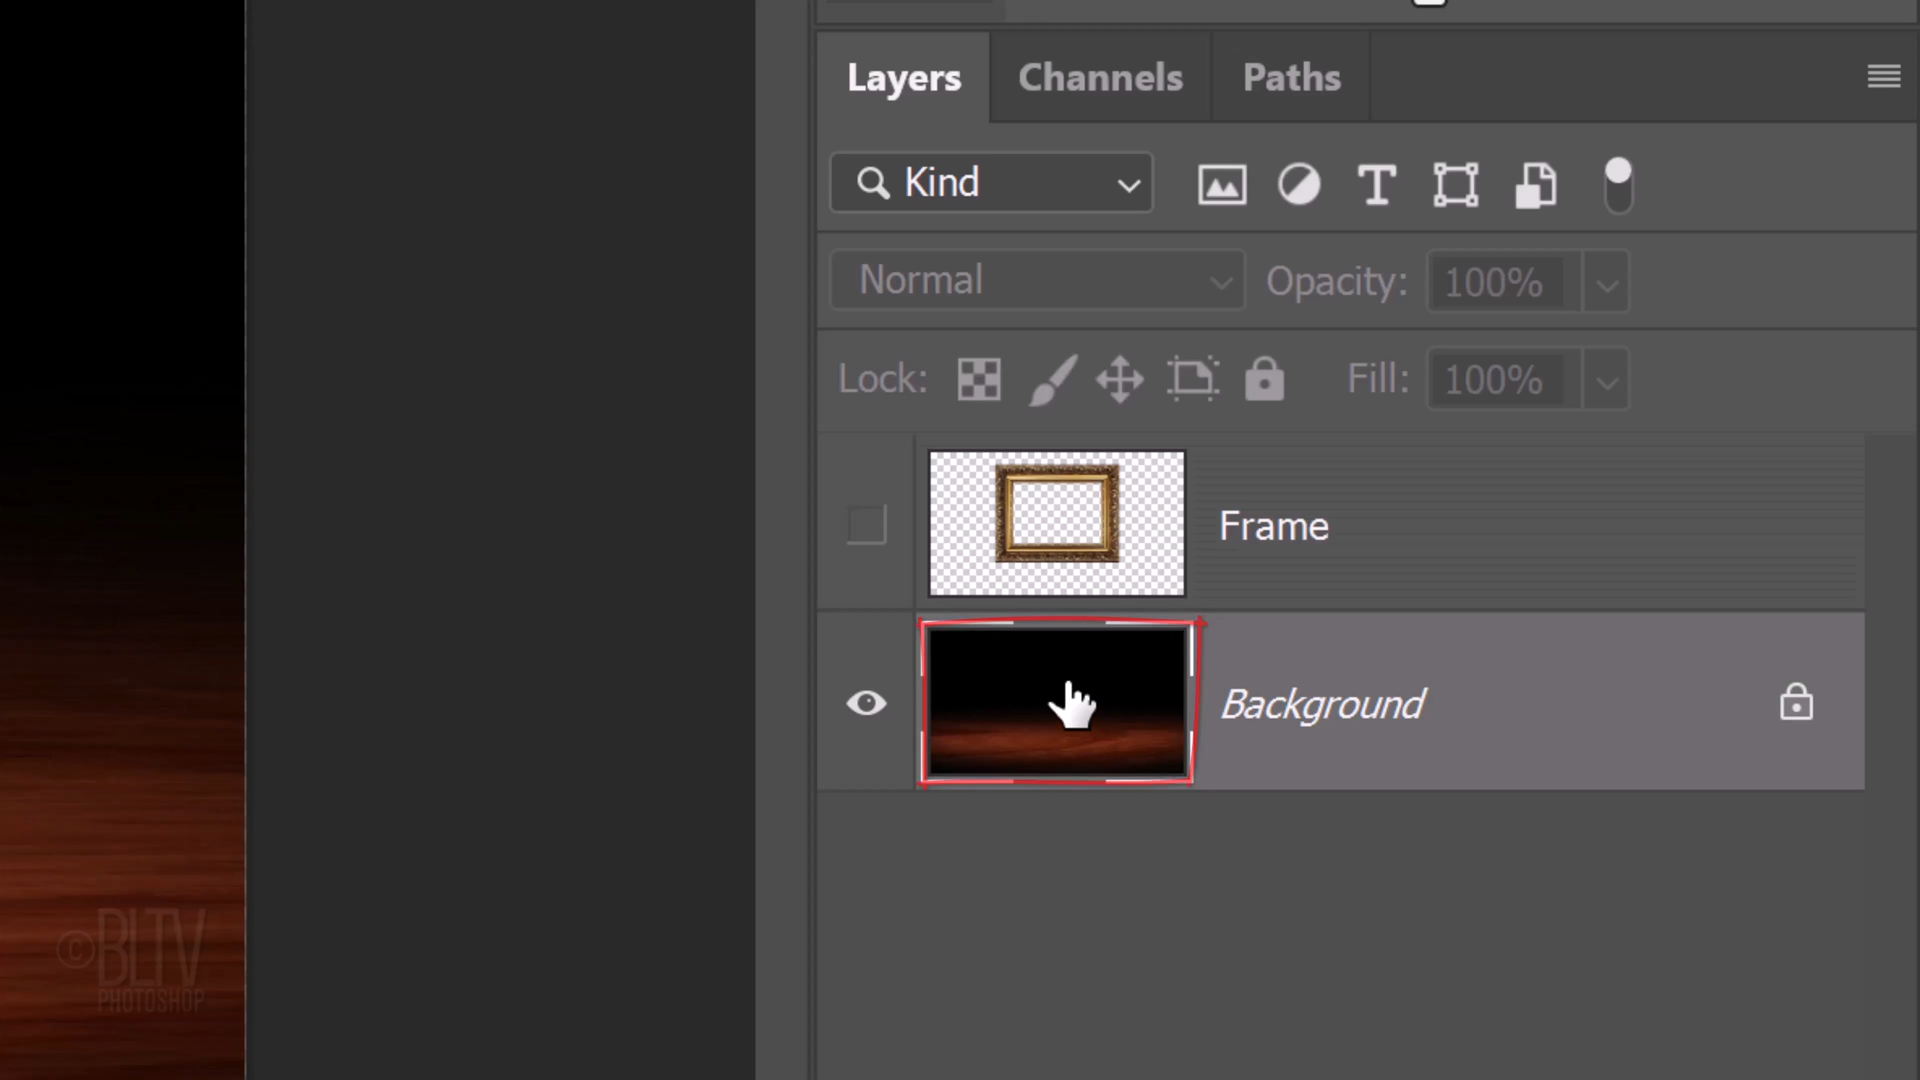 Layers Channels Paths
Kind
Normal Opacity: 100%
Lock: Fill: 100%
Frame
Background
© BLTV
PHOTOSHOP